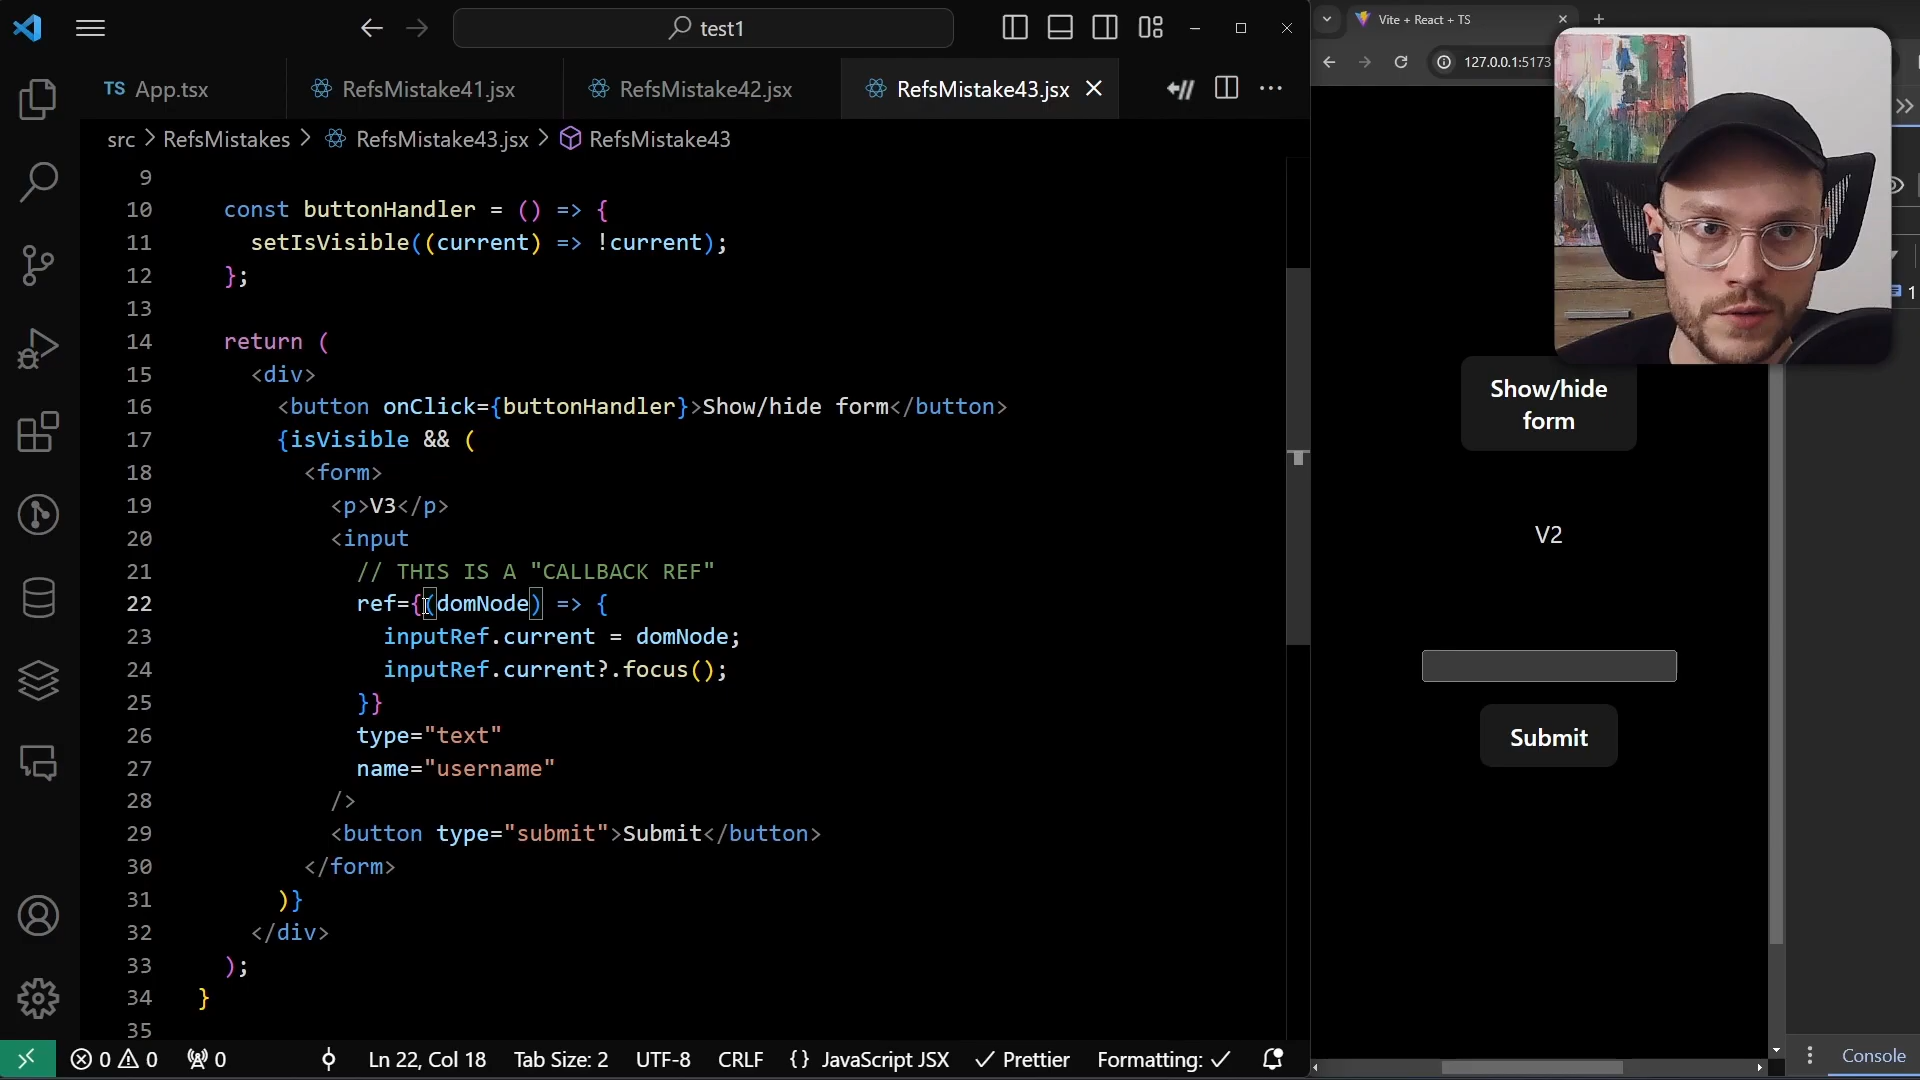 test1
Vite + React + TS
127.0.0.1:5173
TS App.tsx
RefsMistake41.jsx
RefsMistake42.jsx
RefsMistake43.jsx
src > RefsMistakes > RefsMistake43.jsx > RefsMistake43
9
10 const buttonHandler = () => {
11 setIsVisible((current) => !current);
12 };
13
14 return (
15 <div>
16 <button onClick={buttonHandler}>Show/hide form</button>
17 {isVisible && (
18 <form>
19 <p>V3</p>
20 <input
21 // THIS IS A "CALLBACK REF"
22 ref={(domNode) => {
23 inputRef.current = domNode;
24 inputRef.current?.focus();
25 }}
26 type="text"
27 name="username"
28 />
29 <button type="submit">Submit</button>
30 </form>
31 )}
32 </div>
33 );
34 }
35
Show/hide
form
V2
Submit
1
0 0 0 Ln 22, Col 18 Tab Size: 2 UTF-8 CRLF {} JavaScript JSX Prettier Formatting:
Console